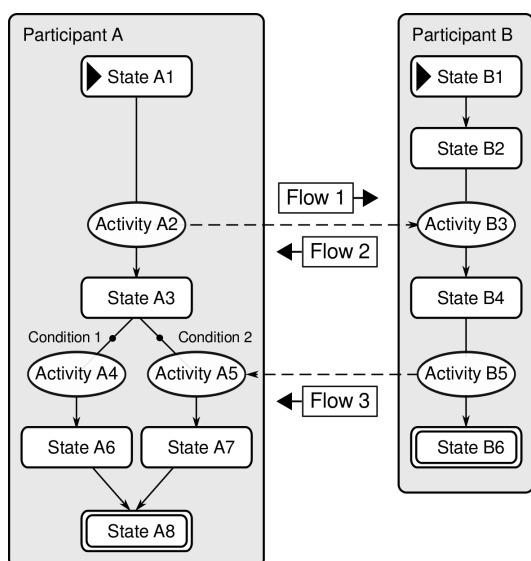 Participant A
State A1
Activity A2
State A3
Condition 1
Condition 2
Activity A4
Activity A5
State A6
State A7
State A8
Flow 1
Flow 2
Flow 3
Participant B
State B1
State B2
Activity B3
State B4
Activity B5
State B6